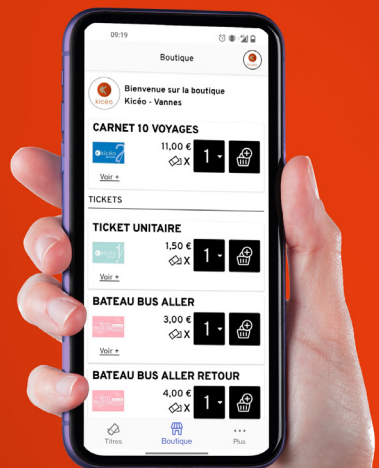 09:19
Boutique
kicéo
Bienvenue sur la boutique
Kicéo - Vannes
CARNET 10 VOYAGES
11,00 €
kicéo
X
1
Voir +
TICKETS
TICKET UNITAIRE
1,50 €
X
1
Voir +
BATEAU BUS ALLER
3,00 €
X
1
Voir +
BATEAU BUS ALLER RETOUR
4,00 €
X
1
Titres
Boutique
Plus